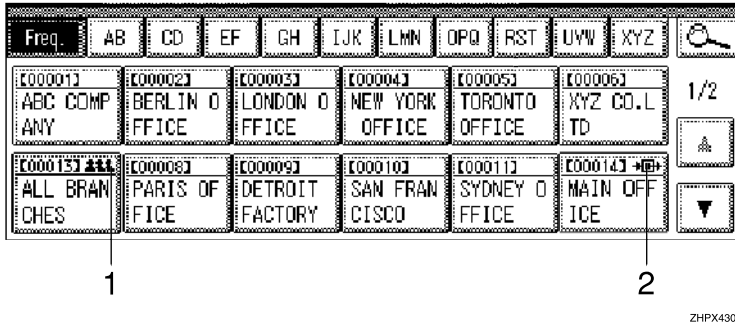 Freq. AB CD EF GH IJK LMN OPQ RST UVW XYZ
[00001] [00002] [00003] [00004] [00005] [00006]
ABC COMP BERLIN O LONDON O NEW YORK TORONTO XYZ CO.L
ANY FFICE FFICE OFFICE OFFICE TD
1/2
[00013] [00008] [00009] [00010] [00011] [00014]
ALL BRAN PARIS OF DETROIT SAN FRAN SYDNEY O MAIN OFF
CHES FICE FACTORY CISCO FFICE ICE
1 2
ZHPX430